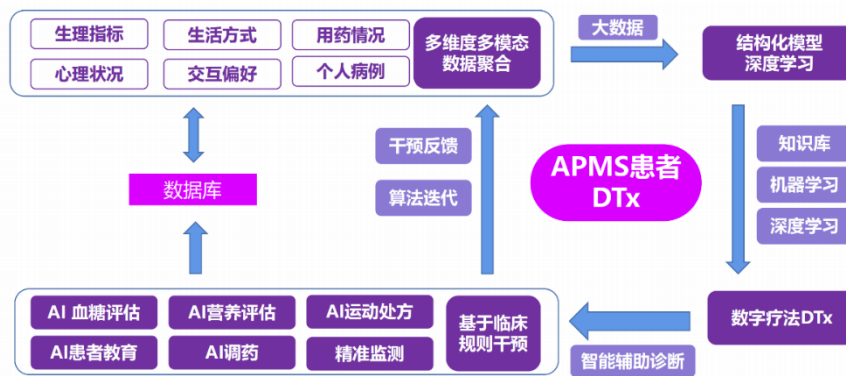 生理指标
生活方式
用药情况
心理状况
交互偏好
个人病例
多维度多模态
数据聚合
大数据
结构化模型
深度学习
干预反馈
算法迭代
APMS患者
DTx
知识库
机器学习
深度学习
数据库
AI 血糖评估
AI营养评估
AI运动处方
AI患者教育
AI调药
精准监测
基于临床
规则干预
智能辅助诊断
数字疗法DTx